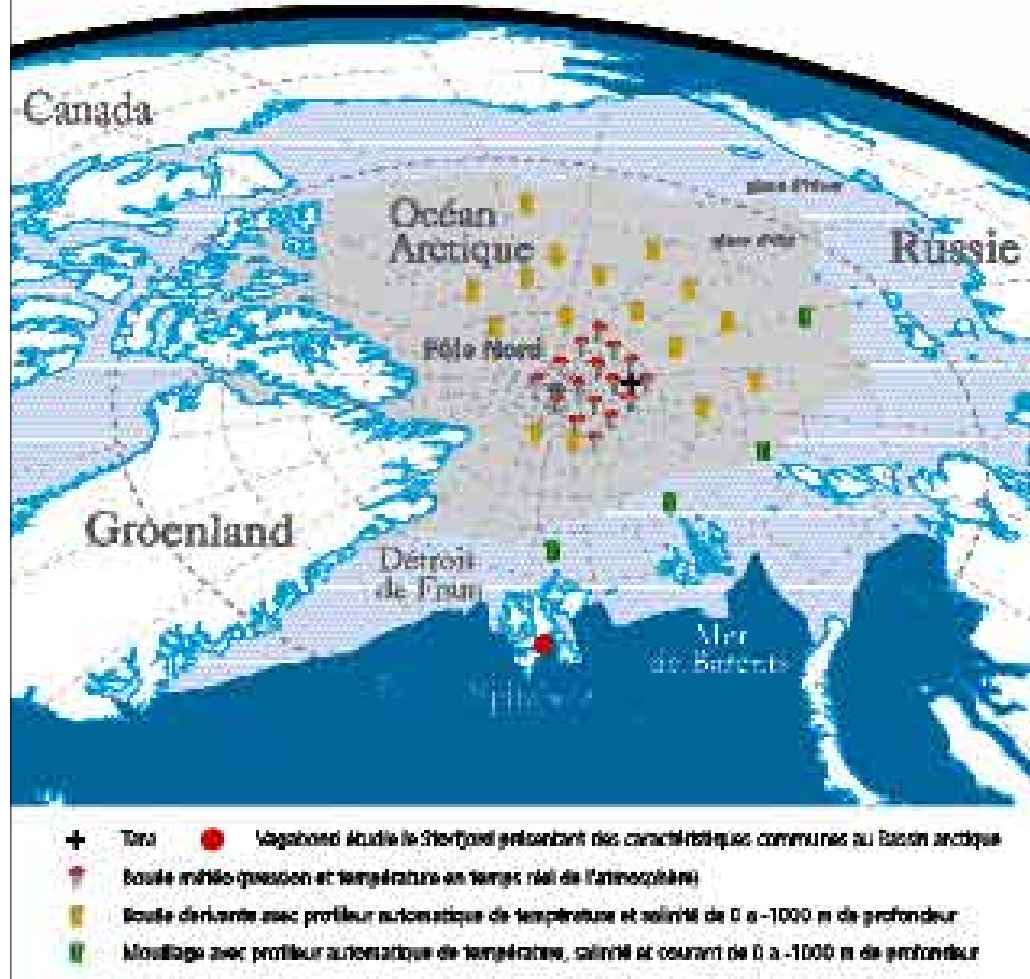 Canada
glace d'hiver
Océan
Arctique
glace d'été
Russie
Pôle Nord
Groenland
Détroit
de Fram
Mer
de Barents
Tara
Vagabond étudie le Storfjord présentant des caractéristiques communes au Bassin arctique
Bouée météo (pression et température en temps réel de l'atmosphère)
Bouée dérivante avec profileur automatique de température et salinité de 0 à -1000 m de profondeur
Mouillage avec profileur automatique de température, salinité et courant de 0 à -1000 m de profondeur